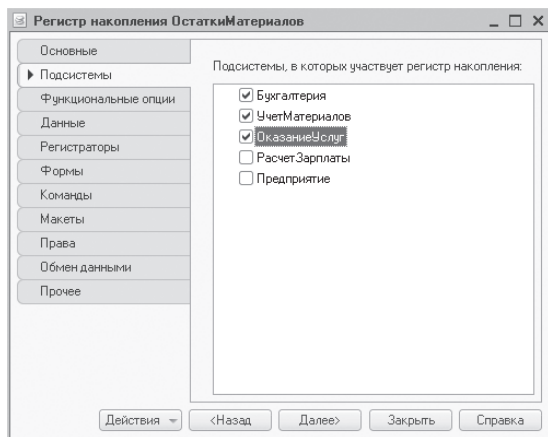 Регистр накопления ОстаткиМатериалов
Основные
Подсистемы
Функциональные опции
Данные
Регистраторы
Формы
Команды
Макеты
Права
Обмен данными
Прочее
Подсистемы, в которых участвует регистр накопления:
Бухгалтерия
УчетМатериалов
ОказаниеУслуг
РасчетЗарплаты
Предприятие
Действия
<Назад
Далее>
Закрыть
Справка